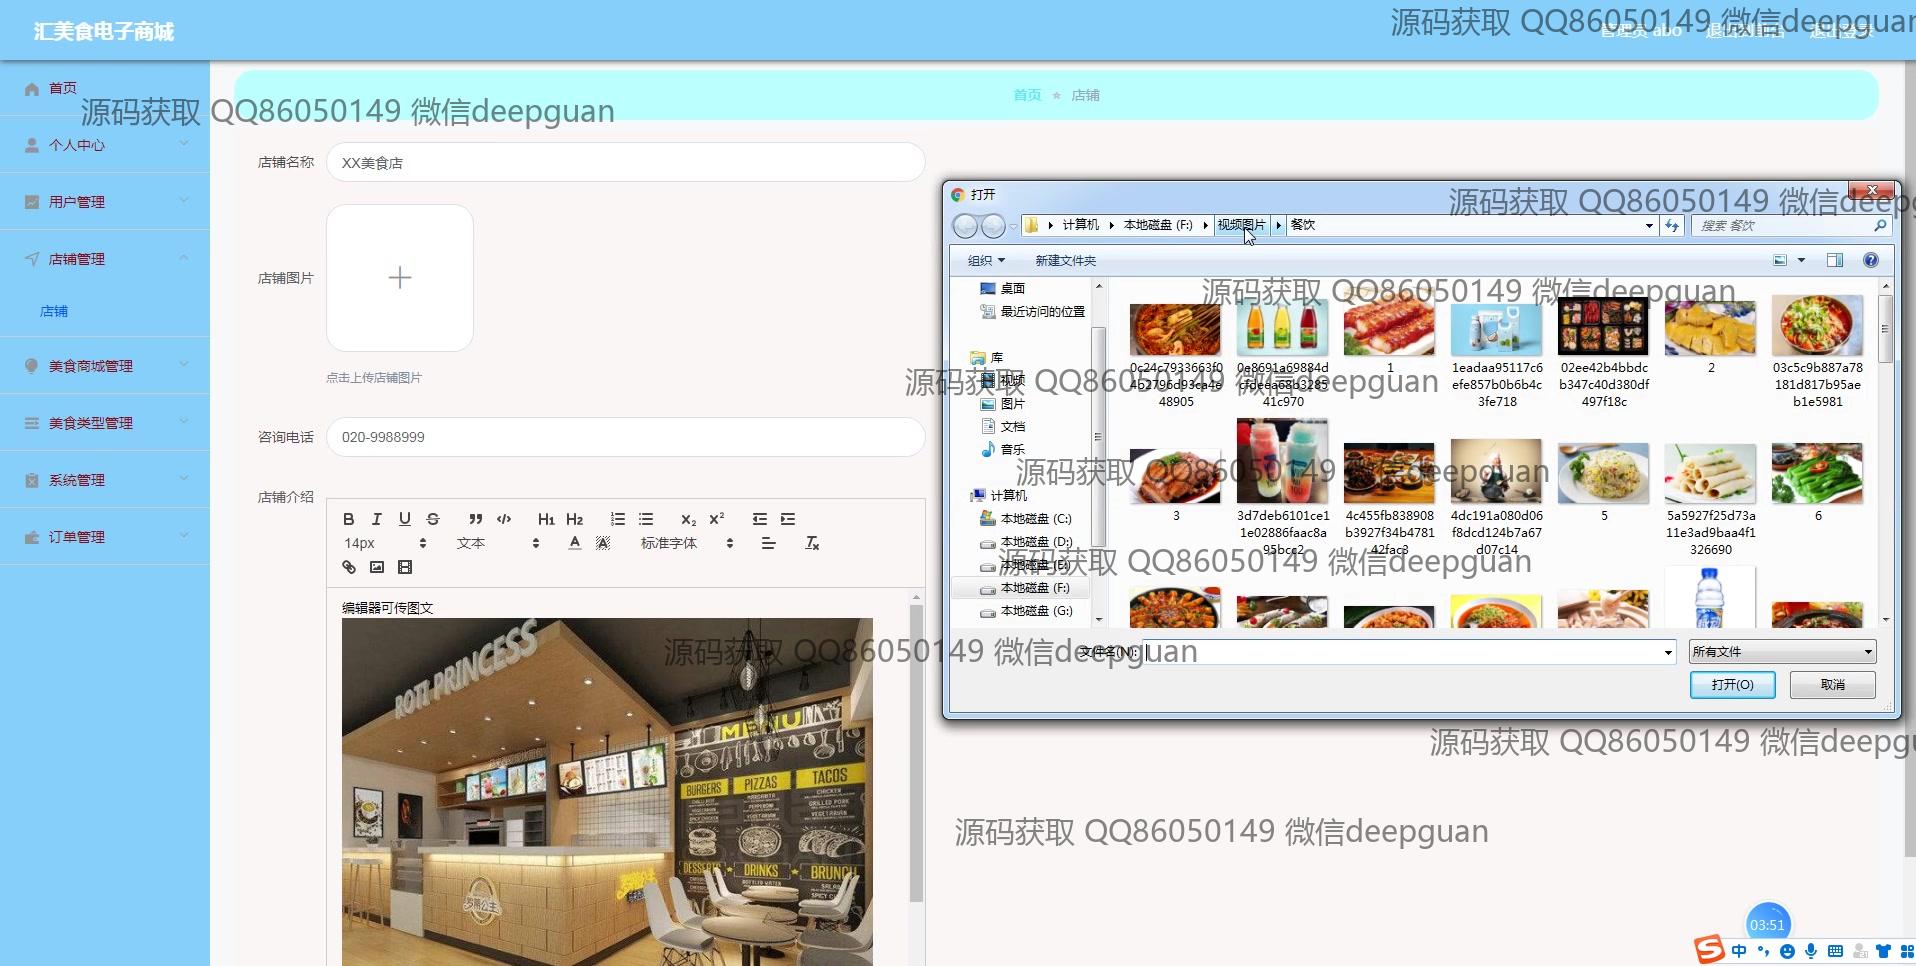 汇美食电子商城
源码获取 QQ86050149 微信deepguan
管理员 abo
退出登录
首页
源码获取 QQ86050149 微信deepguan
个人中心
用户管理
店铺管理
店铺
美食商城管理
美食类型管理
系统管理
订单管理
首页
店铺
店铺名称
XX美食店
店铺图片
点击上传店铺图片
咨询电话
020-9988999
店铺介绍
B I U S H1 H2 x2 x2
14px 文本 标准字体
编辑器可传图文
ROTI PRINCESS
MENU
BURGERS
PIZZAS
TACOS
DESSERTS
DRINKS
BRUNCH
打开
源码获取 QQ86050149 微信deep
计算机
本地磁盘 (F:)
视频图片
餐饮
搜索 餐饮
组织
新建文件夹
源码获取 QQ86050149 微信deepguan
桌面
最近访问的位置
库
视频
图片
文档
音乐
计算机
本地磁盘 (C:)
本地磁盘 (D:)
本地磁盘 (E:)
本地磁盘 (F:)
本地磁盘 (G:)
0c24c7933663f0
4b2796d93ca4e
48905
0e8691a69884d
cfdeea68b3285
41c970
1
1eadaa95117c6
efe857b0b6b4c
3fe718
02ee42b4bbdc
b347c40d380df
497f18c
2
03c5c9b887a78
181d817b95ae
b1e5981
源码获取 QQ86050149 微信deepguan
源码获取 QQ86050149 微信deepguan
3
3d7deb6101ce1
1e02886faac8a
95bcc2
4c455fb838908
b3927f34b4781
42fac3
4dc191a080d06
f8dcd124b7a67
d07c14
5
5a5927f25d73a
11e3ad9baa4f1
326690
6
源码获取 QQ86050149 微信deepguan
源码获取 QQ86050149 微信deepguan
文件名(N):
所有文件
打开(O)
取消
源码获取 QQ86050149 微信deepgu
源码获取 QQ86050149 微信deepguan
03:51
中